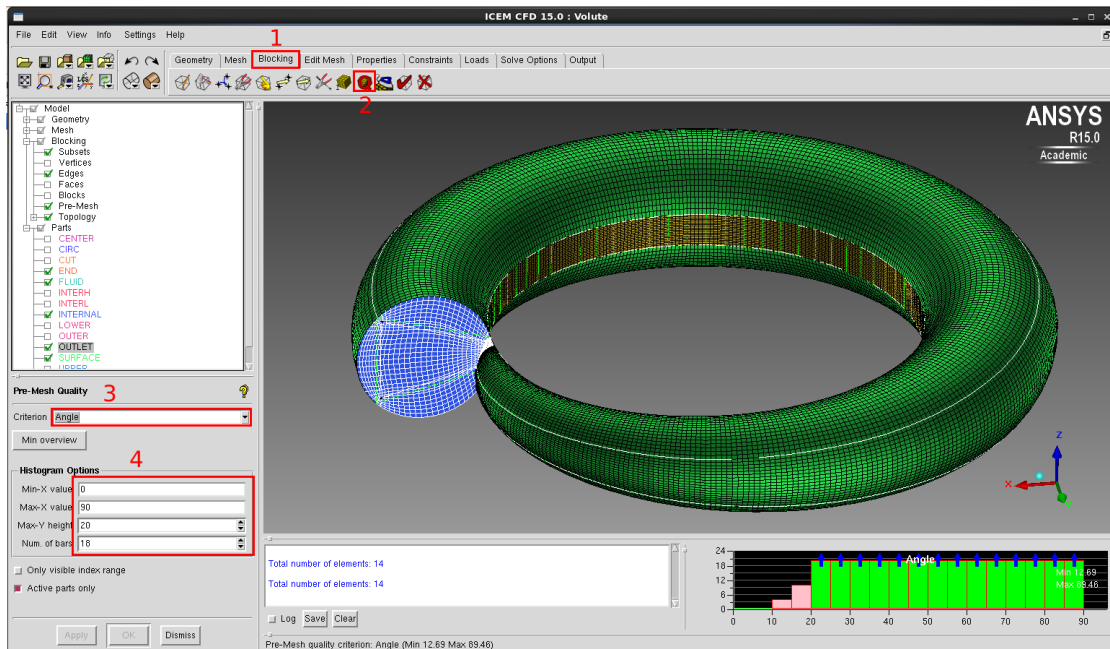 ICEM CFD 15.0 : Volute
File Edit View Info Settings Help
1
Geometry Mesh Blocking Edit Mesh Properties Constraints Loads Solve Options Output
2
Model
Geometry
Mesh
Blocking
Subsets
Vertices
Edges
Faces
Blocks
Pre-Mesh
Topology
Parts
CENTER
CIRC
CUT
END
FLUID
INTERH
INTERL
INTERNAL
LOWER
OUTER
OUTLET
SURFACE
UPPER
ANSYS
R15.0
Academic
Z
X
Y
Pre-Mesh Quality
3
Criterion Angle
Min overview
4
Histogram Options
Min-X value 0
Max-X value 90
Max-Y height 20
Num. of bars 18
Only visible index range
Active parts only
Apply OK Dismiss
Total number of elements: 14
Total number of elements: 14
Log Save Clear
Angle
Min 12.69
Max 89.46
24
18
12
6
0
0 10 20 30 40 50 60 70 80 90
Pre-Mesh quality criterion: Angle (Min 12.69 Max 89.46)